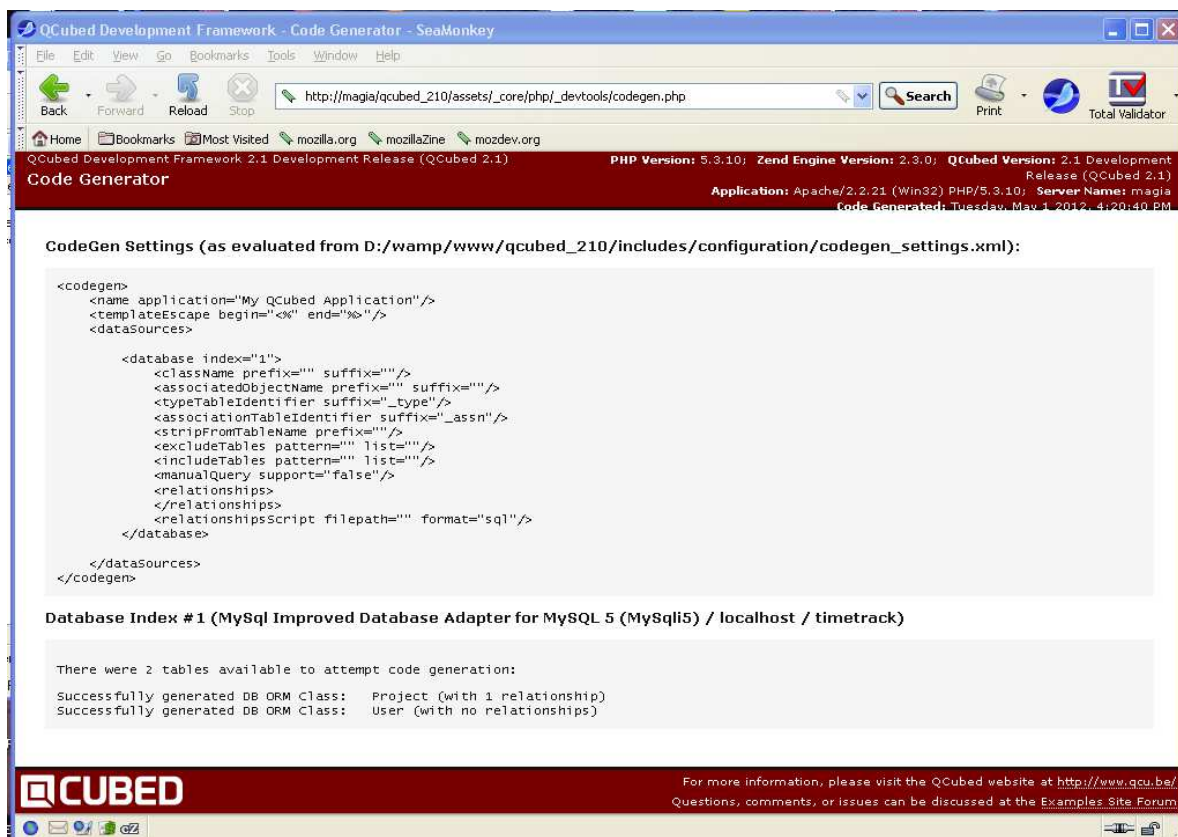 QCubed Development Framework - Code Generator - SeaMonkey
File Edit View Go Bookmarks Tools Window Help
Back Forward Reload Stop http://magia/qcubed_210/assets/_core/php/_devtools/codegen.php Search Print Total Validator
Home Bookmarks Most Visited mozilla.org mozillaZine mozdev.org
QCubed Development Framework 2.1 Development Release (QCubed 2.1)
Code Generator
PHP Version: 5.3.10; Zend Engine Version: 2.3.0; QCubed Version: 2.1 Development
Release (QCubed 2.1)
Application: Apache/2.2.21 (Win32) PHP/5.3.10; Server Name: magia
Code Generated: Tuesday, May 1 2012, 4:20:40 PM
CodeGen Settings (as evaluated from D:/wamp/www/qcubed_210/includes/configuration/codegen_settings.xml):
<codegen>
<name application="My QCubed Application"/>
<templateEscape begin="<%" end="%>"/>
<dataSources>
<database index="1">
<className prefix="" suffix=""/>
<associatedObjectName prefix="" suffix=""/>
<typeTableIdentifier suffix="_type"/>
<associationTableIdentifier suffix="_assn"/>
<stripFromTableName prefix=""/>
<excludeTables pattern="" list=""/>
<includeTables pattern="" list=""/>
<manualQuery support="false"/>
<relationships>
</relationships>
<relationshipsScript filepath="" format="sql"/>
</database>
</dataSources>
</codegen>
Database Index #1 (MySql Improved Database Adapter for MySQL 5 (MySqli5) / localhost / timetrack)
There were 2 tables available to attempt code generation:
Successfully generated DB ORM Class: Project (with 1 relationship)
Successfully generated DB ORM Class: User (with no relationships)
QCUBED
For more information, please visit the QCubed website at http://www.qcu.be/
Questions, comments, or issues can be discussed at the Examples Site Forum
cZ